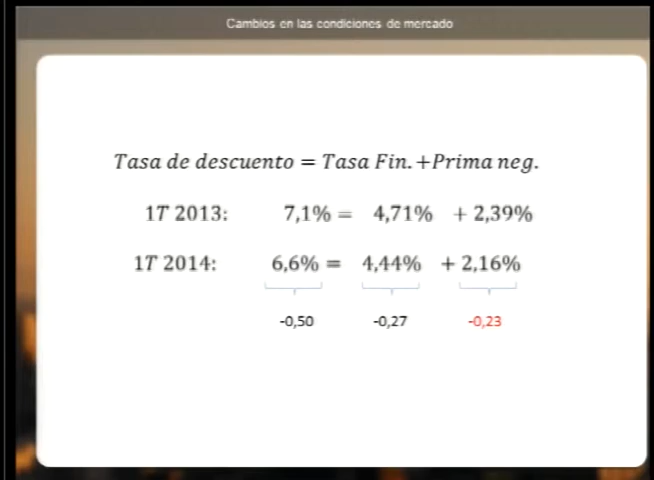 Cambios en las condiciones de mercado
Tasa de descuento = Tasa Fin. +Prima neg.
1T 2013: 7,1% = 4,71% + 2,39%
1T 2014: 6,6% = 4,44% + 2,16%
-0,50 -0,27 -0,23